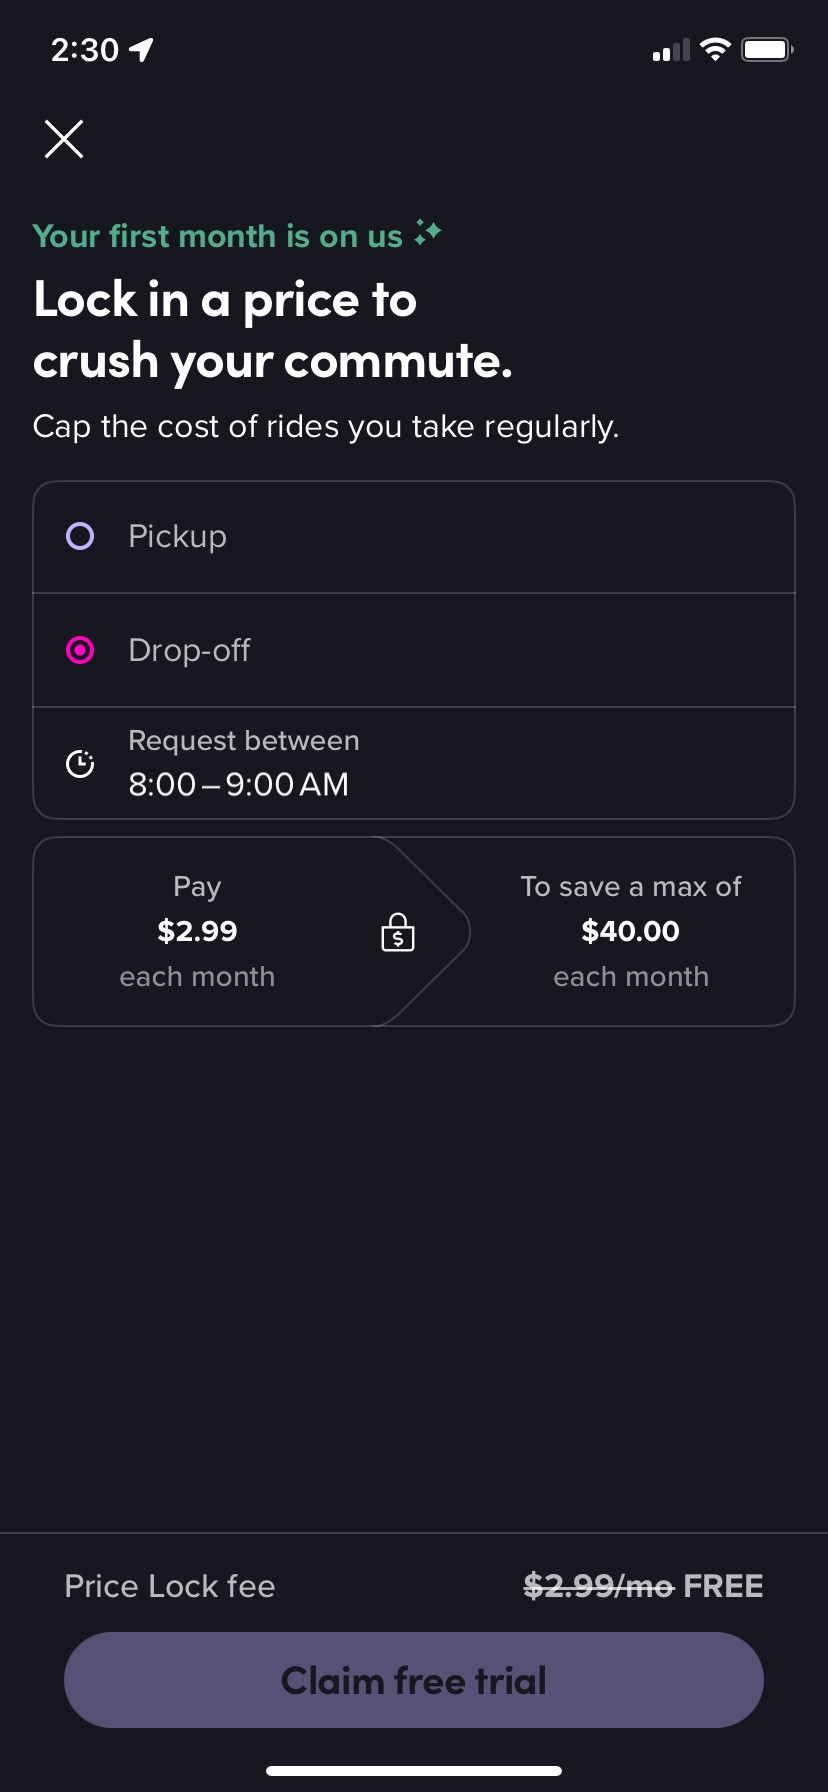 2:30
Your first month is on us
Lock in a price to
crush your commute.
Cap the cost of rides you take regularly.
Pickup
Drop-off
Request between
8:00 – 9:00 AM
Pay
$2.99
each month
$
To save a max of
$40.00
each month
Price Lock fee
$2.99/mo FREE
Claim free trial